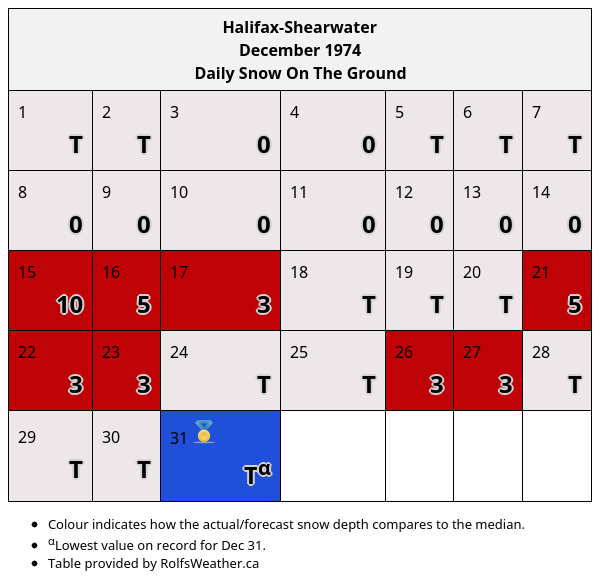 Halifax-Shearwater
December 1974
Daily Snow On The Ground
1 2 3 4 5 6 7
T T 0 0 T T T
8 9 10 11 12 13 14
0 0 0 0 0 0 0
15 16 17 18 19 20 21
10 5 3 T T T 5
22 23 24 25 26 27 28
3 3 T T 3 3 T
29 30 31
T T Tα
Colour indicates how the actual/forecast snow depth compares to the median.
αLowest value on record for Dec 31.
Table provided by RolfsWeather.ca